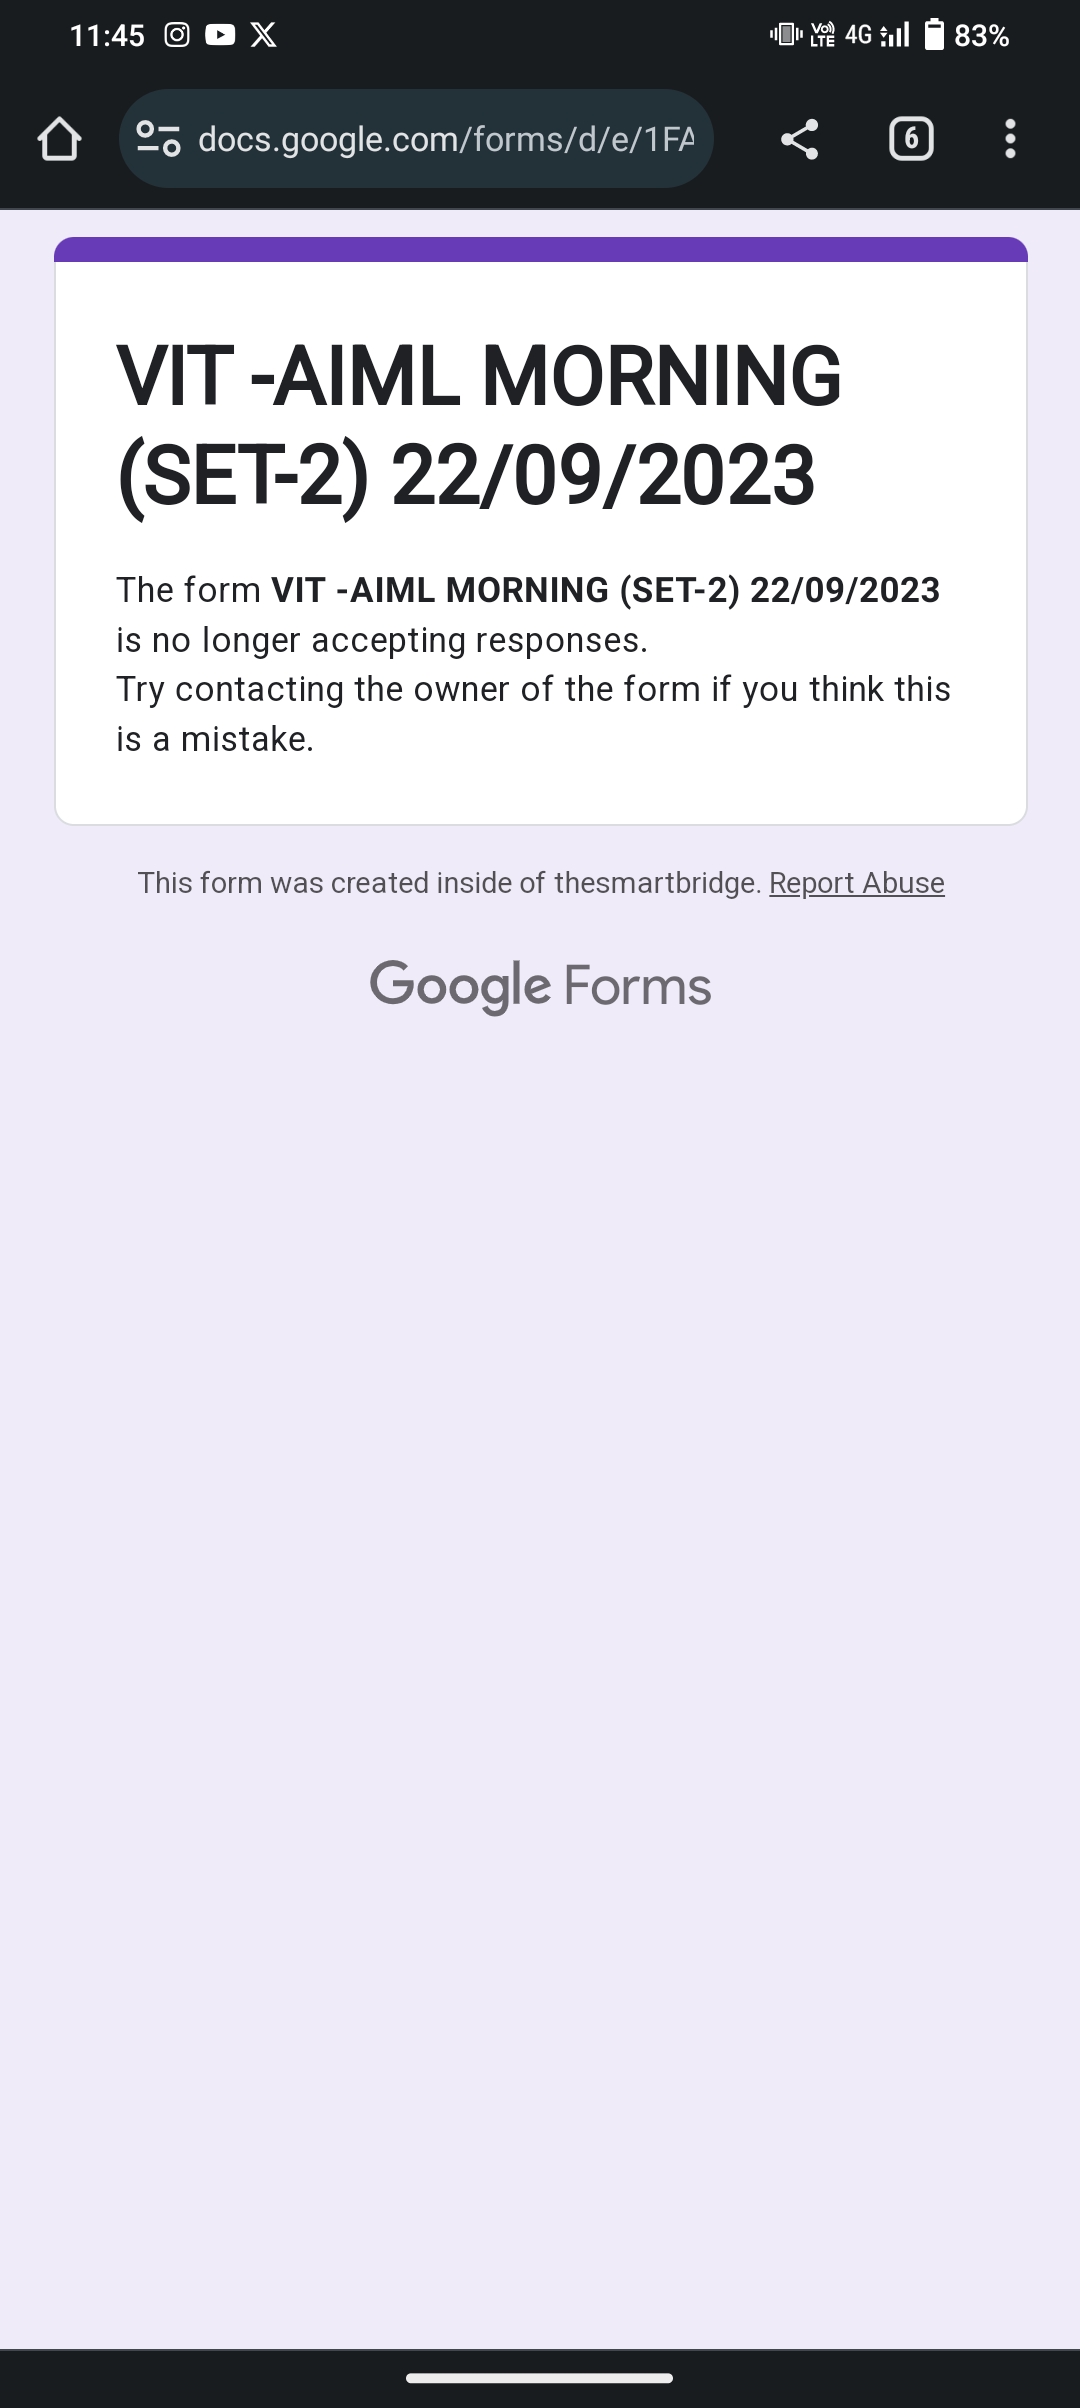 11:45
Vo)) LTE 4G 83%
docs.google.com/forms/d/e/1FA
6
VIT -AIML MORNING
(SET-2) 22/09/2023
The form VIT -AIML MORNING (SET-2) 22/09/2023
is no longer accepting responses.
Try contacting the owner of the form if you think this
is a mistake.
This form was created inside of thesmartbridge. Report Abuse
Google Forms